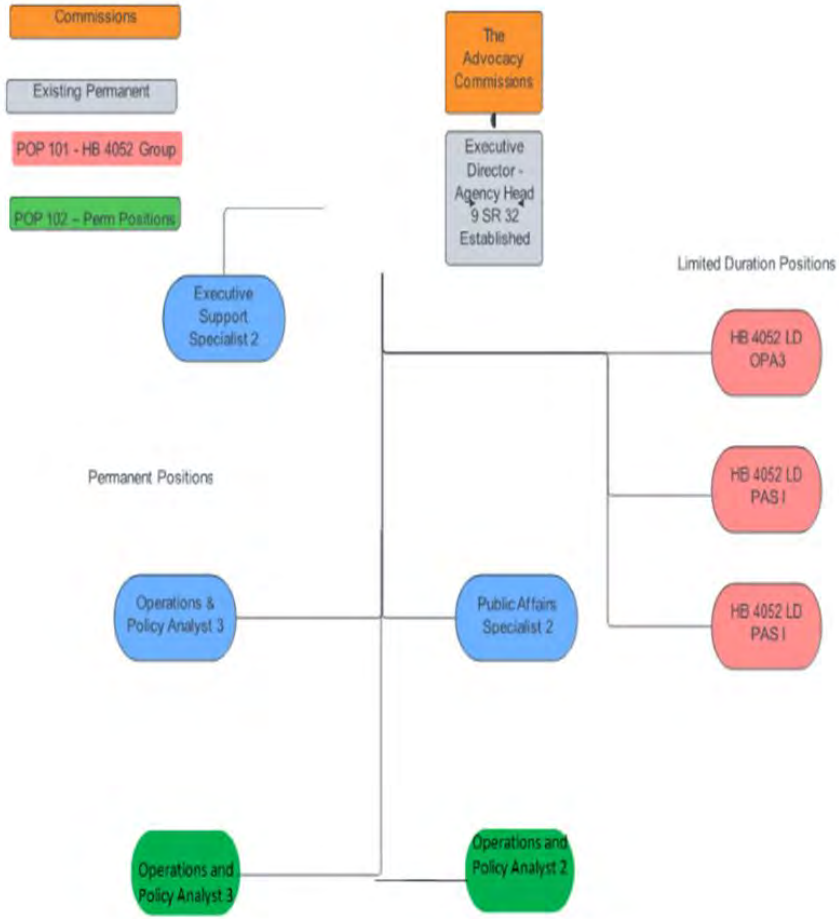 Commissions
Existing Permanent
POP 101 - HB 4052 Group
POP 102 – Perm Positions
The
Advocacy
Commissions
Executive
Director -
Agency Head
9 SR 32
Established
Limited Duration Positions
Executive
Support
Specialist 2
HB 4052 LD
OPA3
Permanent Positions
HB 4052 LD
PAS I
Operations &
Policy Analyst 3
Public Affairs
Specialist 2
HB 4052 LD
PAS I
Operations and
Policy Analyst 3
Operations and
Policy Analyst 2